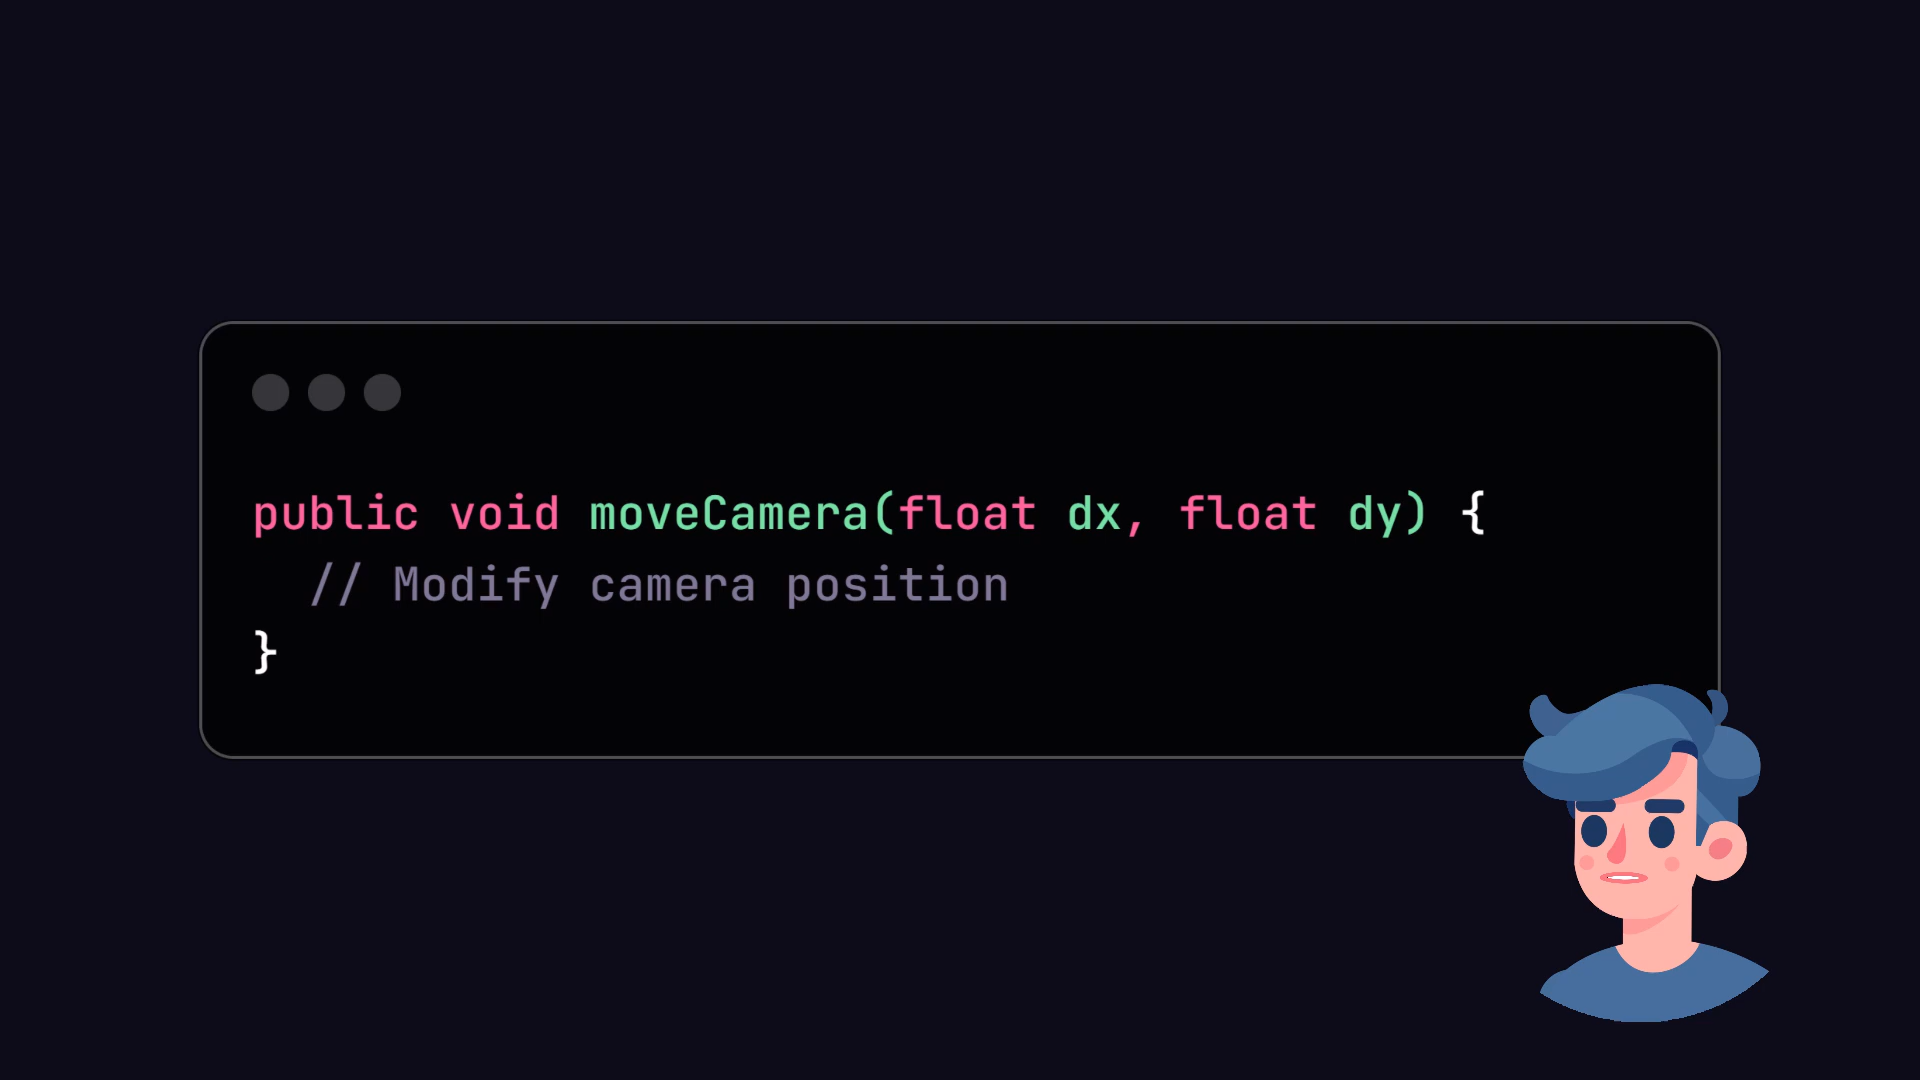 public void moveCamera(float dx, float dy) {
  // Modify camera position
}